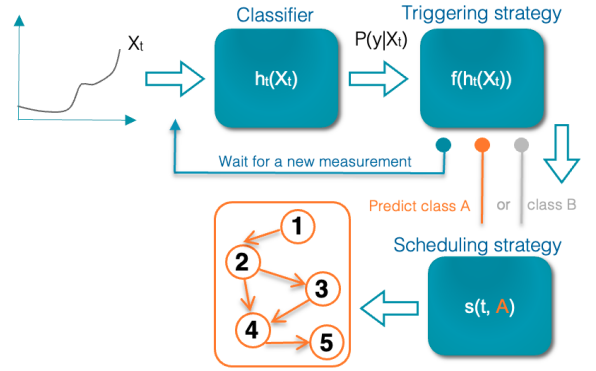 Classifier
Triggering strategy
Xt
P(y|Xt)
ht(Xt)
f(ht(Xt))
Wait for a new measurement
Predict class A or class B
Scheduling strategy
1
2
3
4
5
s(t, A)